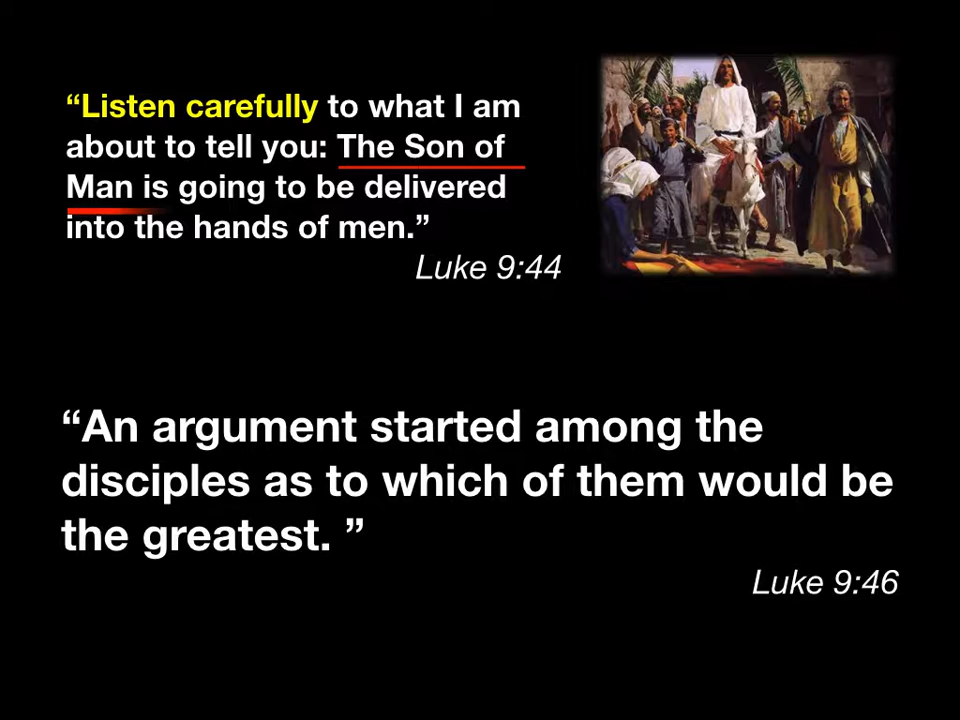 “Listen carefully to what I am
about to tell you: The Son of
Man is going to be delivered
into the hands of men.”
Luke 9:44
“An argument started among the
disciples as to which of them would be
the greatest. ”
Luke 9:46